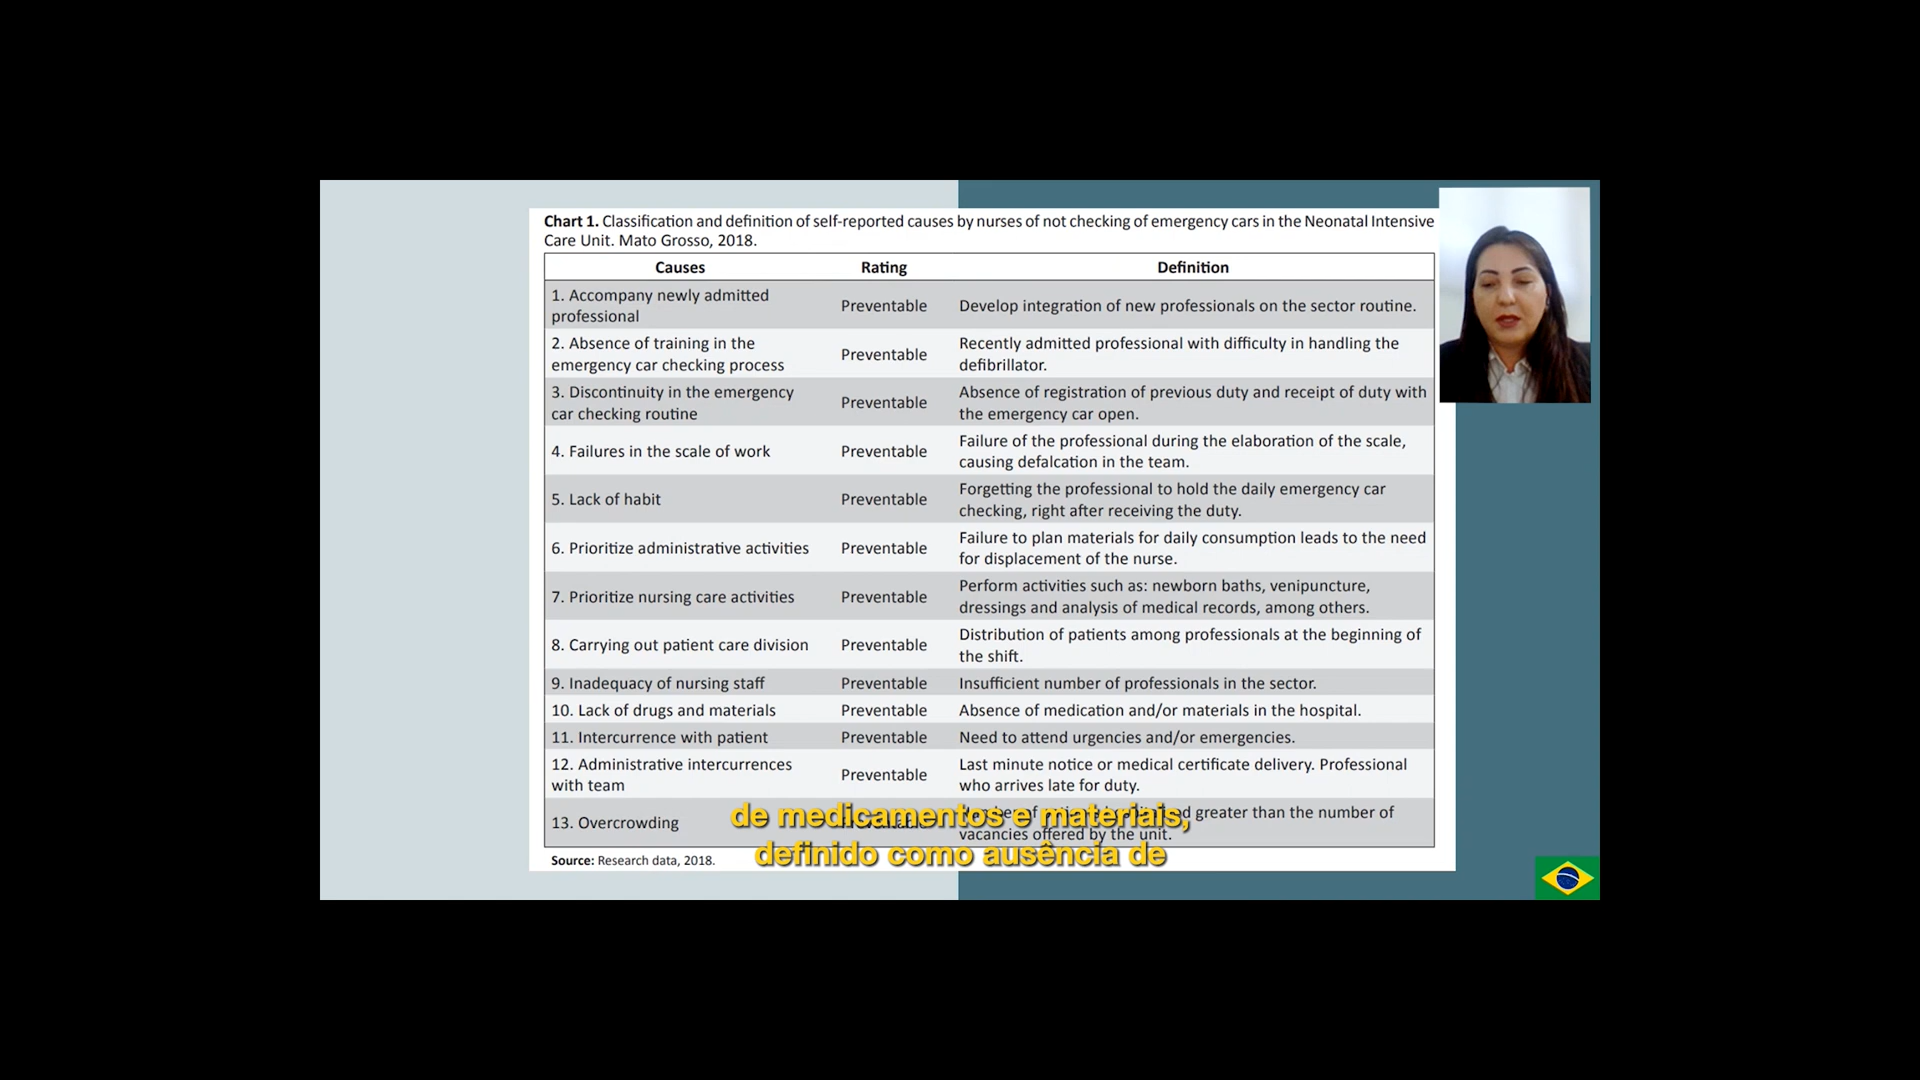 Chart 1. Classification and definition of self-reported causes by nurses of not checking of emergency cars in the Neonatal Intensive
Care Unit. Mato Grosso, 2018.
Causes Rating Definition
1. Accompany newly admitted
professional
Preventable
Develop integration of new professionals on the sector routine.
2. Absence of training in the
emergency car checking process
Preventable
Recently admitted professional with difficulty in handling the
defibrillator.
3. Discontinuity in the emergency
car checking routine
Preventable
Absence of registration of previous duty and receipt of duty with
the emergency car open.
4. Failures in the scale of work
Preventable
Failure of the professional during the elaboration of the scale,
causing defalcation in the team.
5. Lack of habit
Preventable
Forgetting the professional to hold the daily emergency car
checking, right after receiving the duty.
6. Prioritize administrative activities
Preventable
Failure to plan materials for daily consumption leads to the need
for displacement of the nurse.
7. Prioritize nursing care activities
Preventable
Perform activities such as: newborn baths, venipuncture,
dressings and analysis of medical records, among others.
8. Carrying out patient care division
Preventable
Distribution of patients among professionals at the beginning of
the shift.
9. Inadequacy of nursing staff Preventable Insufficient number of professionals in the sector.
10. Lack of drugs and materials Preventable Absence of medication and/or materials in the hospital.
11. Intercurrence with patient Preventable Need to attend urgencies and/or emergencies.
12. Administrative intercurrences
with team
Preventable
Last minute notice or medical certificate delivery. Professional
who arrives late for duty.
13. Overcrowding
greater than the number of
vacancies offered by the unit.
Source: Research data, 2018.
de medicamentos e materiais,
definido como ausência de